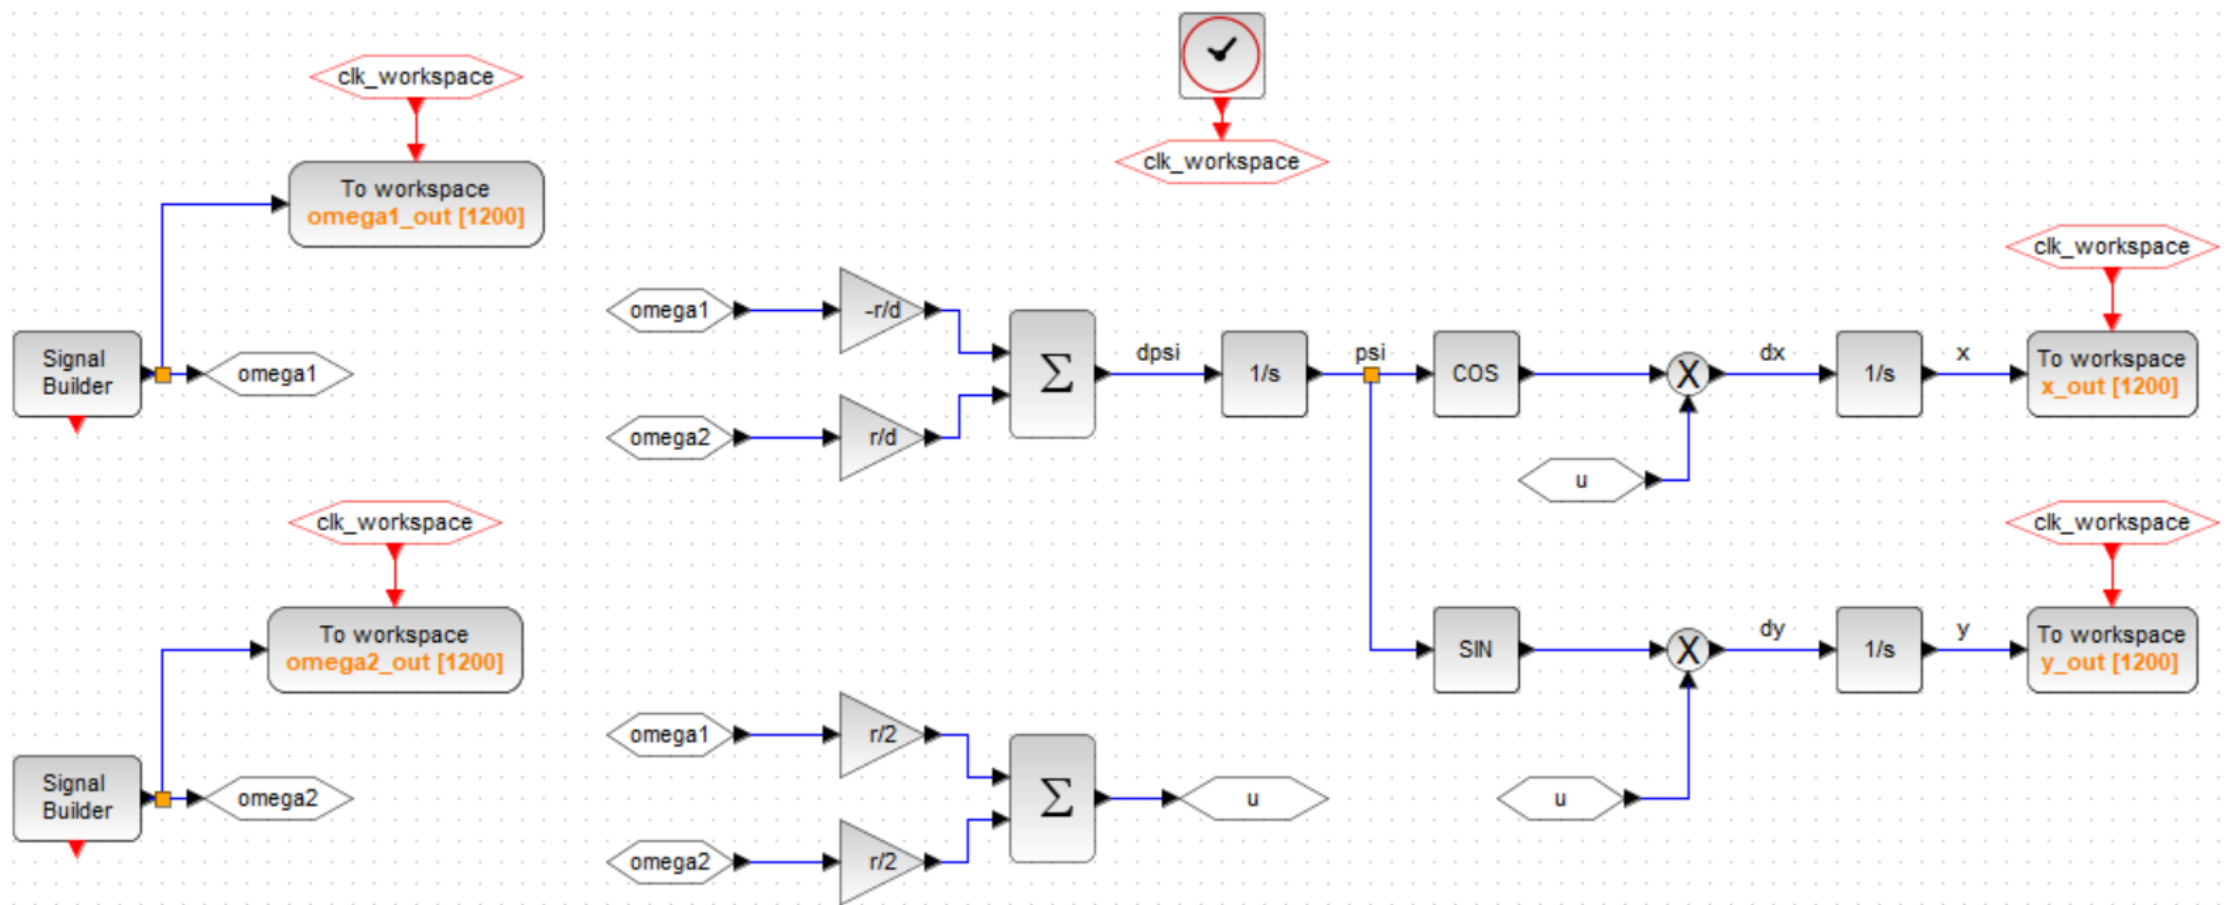 clk_workspace
To workspace
omega1_out [1200]
Signal
Builder
omega1
clk_workspace
To workspace
omega2_out [1200]
Signal
Builder
omega2
clk_workspace
omega1
-r/d
omega2
r/d
Σ
dpsi
1/s
psi
COS
X
dx
1/s
x
clk_workspace
To workspace
x_out [1200]
u
SIN
X
dy
1/s
y
clk_workspace
To workspace
y_out [1200]
u
omega1
r/2
omega2
r/2
Σ
u